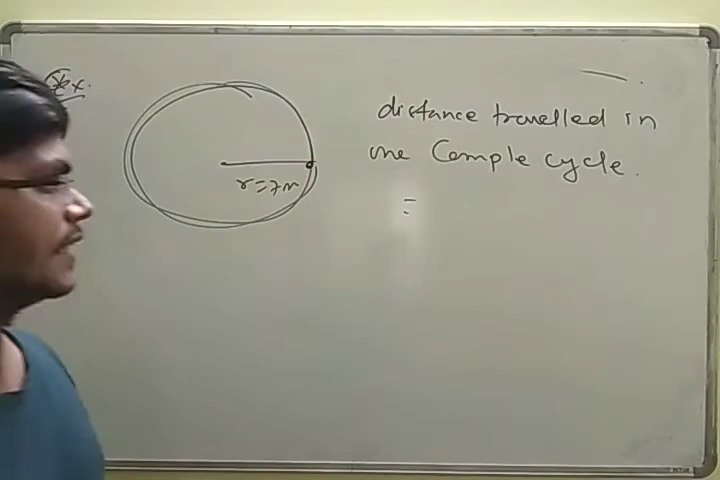 Ex.
r=7m
distance travelled in
one Comple cycle.
=